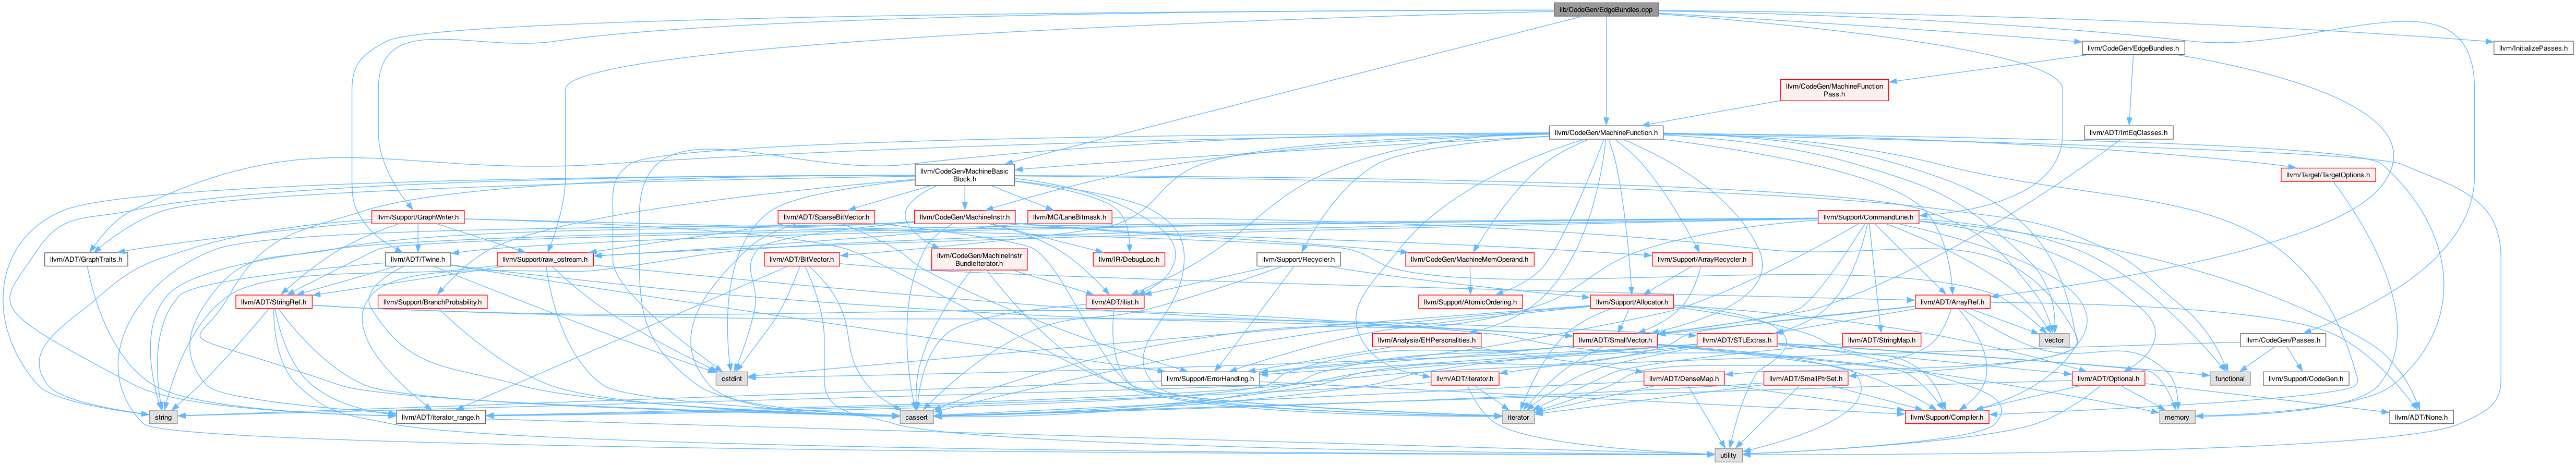 lib/CodeGen/EdgeBundles.cpp
llvm/CodeGen/EdgeBundles.h
llvm/InitializePasses.h
llvm/CodeGen/MachineFunction
Pass.h
llvm/CodeGen/MachineFunction.h
llvm/ADT/IntEqClasses.h
llvm/CodeGen/MachineBasic
Block.h
llvm/Target/TargetOptions.h
llvm/Support/GraphWriter.h
llvm/ADT/SparseBitVector.h
llvm/CodeGen/MachineInstr.h
llvm/MC/LaneBitmask.h
llvm/Support/CommandLine.h
llvm/ADT/GraphTraits.h
llvm/ADT/Twine.h
llvm/Support/raw_ostream.h
llvm/ADT/BitVector.h
llvm/CodeGen/MachineInstr
BundleIterator.h
llvm/IR/DebugLoc.h
llvm/Support/Recycler.h
llvm/CodeGen/MachineMemOperand.h
llvm/Support/ArrayRecycler.h
llvm/ADT/StringRef.h
llvm/Support/BranchProbability.h
llvm/ADT/ilist.h
llvm/Support/AtomicOrdering.h
llvm/Support/Allocator.h
llvm/ADT/ArrayRef.h
llvm/Analysis/EHPersonalities.h
llvm/ADT/SmallVector.h
llvm/ADT/STLExtras.h
llvm/ADT/StringMap.h
vector
llvm/CodeGen/Passes.h
cstdint
llvm/Support/ErrorHandling.h
llvm/ADT/iterator.h
llvm/ADT/DenseMap.h
llvm/ADT/SmallPtrSet.h
llvm/ADT/Optional.h
functional
llvm/Support/CodeGen.h
string
llvm/ADT/iterator_range.h
cassert
iterator
llvm/Support/Compiler.h
memory
llvm/ADT/None.h
utility